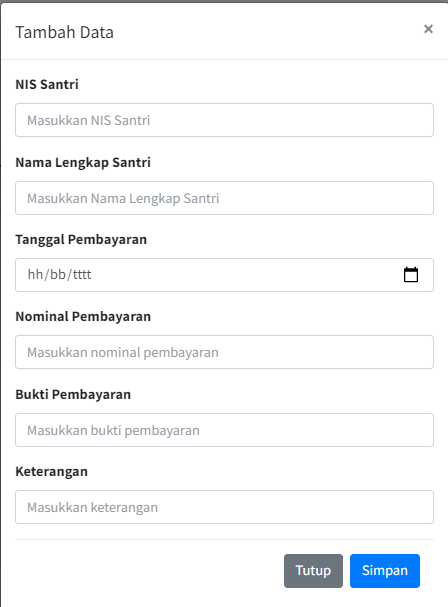 Tambah Data ×
NIS Santri
Masukkan NIS Santri
Nama Lengkap Santri
Masukkan Nama Lengkap Santri
Tanggal Pembayaran
hh/bb/tttt
Nominal Pembayaran
Masukkan nominal pembayaran
Bukti Pembayaran
Masukkan bukti pembayaran
Keterangan
Masukkan keterangan
Tutup Simpan